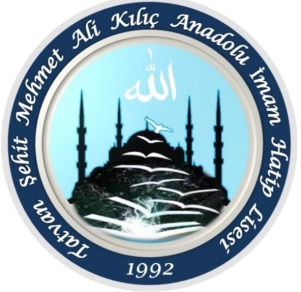 Tatvan Şehit Mehmet Ali Kılıç Anadolu İmam Hatip Lisesi
الله
1992